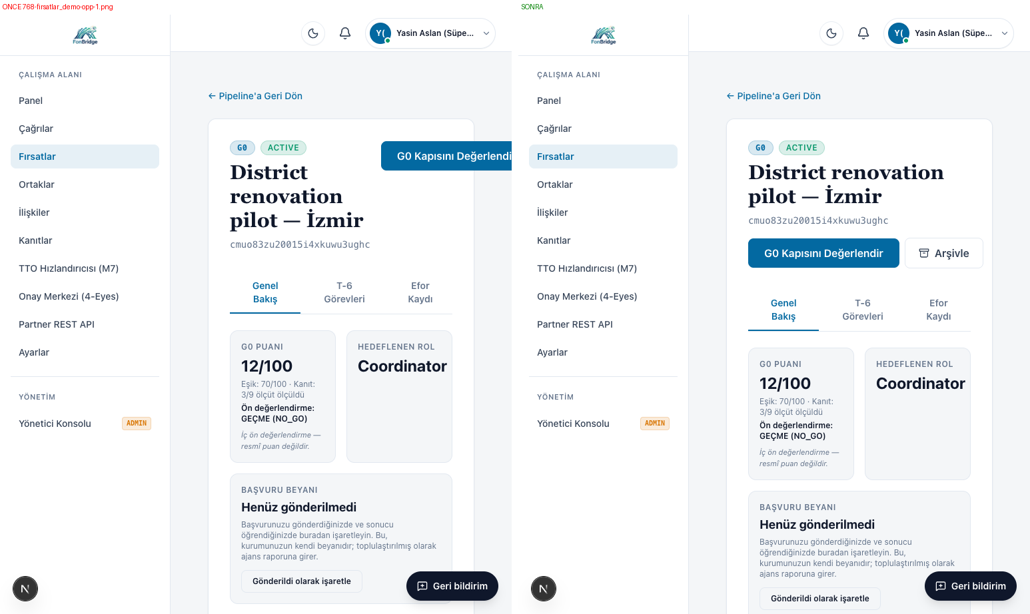 ONCE 768-firsatlar_demo-opp-1.png
FonBridge
Y(
Yasin Aslan (Süpe...
ÇALIŞMA ALANI
Panel
Çağrılar
Fırsatlar
Ortaklar
İlişkiler
Kanıtlar
TTO Hızlandırıcısı (M7)
Onay Merkezi (4-Eyes)
Partner REST API
Ayarlar
YÖNETİM
Yönetici Konsolu
ADMIN
N
← Pipeline'a Geri Dön
G0
ACTIVE
G0 Kapısını Değerlendi
District
renovation
pilot — İzmir
cmuo83zu20015i4xkuwu3ughc
Genel
Bakış
T-6
Görevleri
Efor
Kaydı
G0 PUANI
12/100
Eşik: 70/100 · Kanıt:
3/9 ölçüt ölçüldü
Ön değerlendirme:
GEÇME (NO_GO)
İç ön değerlendirme —
resmî puan değildir.
HEDEFLENEN ROL
Coordinator
BAŞVURU BEYANI
Henüz gönderilmedi
Başvurunuzu gönderdiğinizde ve sonucu
öğrendiğinizde buradan işaretleyin. Bu,
kurumunuzun kendi beyanıdır; toplulaştırılmış olarak
ajans raporuna girer.
Gönderildi olarak işaretle
Geri bildirim
SONRA
FonBridge
Y(
Yasin Aslan (Süpe...
ÇALIŞMA ALANI
Panel
Çağrılar
Fırsatlar
Ortaklar
İlişkiler
Kanıtlar
TTO Hızlandırıcısı (M7)
Onay Merkezi (4-Eyes)
Partner REST API
Ayarlar
YÖNETİM
Yönetici Konsolu
ADMIN
N
← Pipeline'a Geri Dön
G0
ACTIVE
District renovation
pilot — İzmir
cmuo83zu20015i4xkuwu3ughc
G0 Kapısını Değerlendir
Arşivle
Genel
Bakış
T-6
Görevleri
Efor
Kaydı
G0 PUANI
12/100
Eşik: 70/100 · Kanıt:
3/9 ölçüt ölçüldü
Ön değerlendirme:
GEÇME (NO_GO)
İç ön değerlendirme —
resmî puan değildir.
HEDEFLENEN ROL
Coordinator
BAŞVURU BEYANI
Henüz gönderilmedi
Başvurunuzu gönderdiğinizde ve sonucu
öğrendiğinizde buradan işaretleyin. Bu,
kurumunuzun kendi beyanıdır; toplulaştırılmış olarak
ajans raporuna girer.
Gönderildi olarak işaretle
Geri bildirim